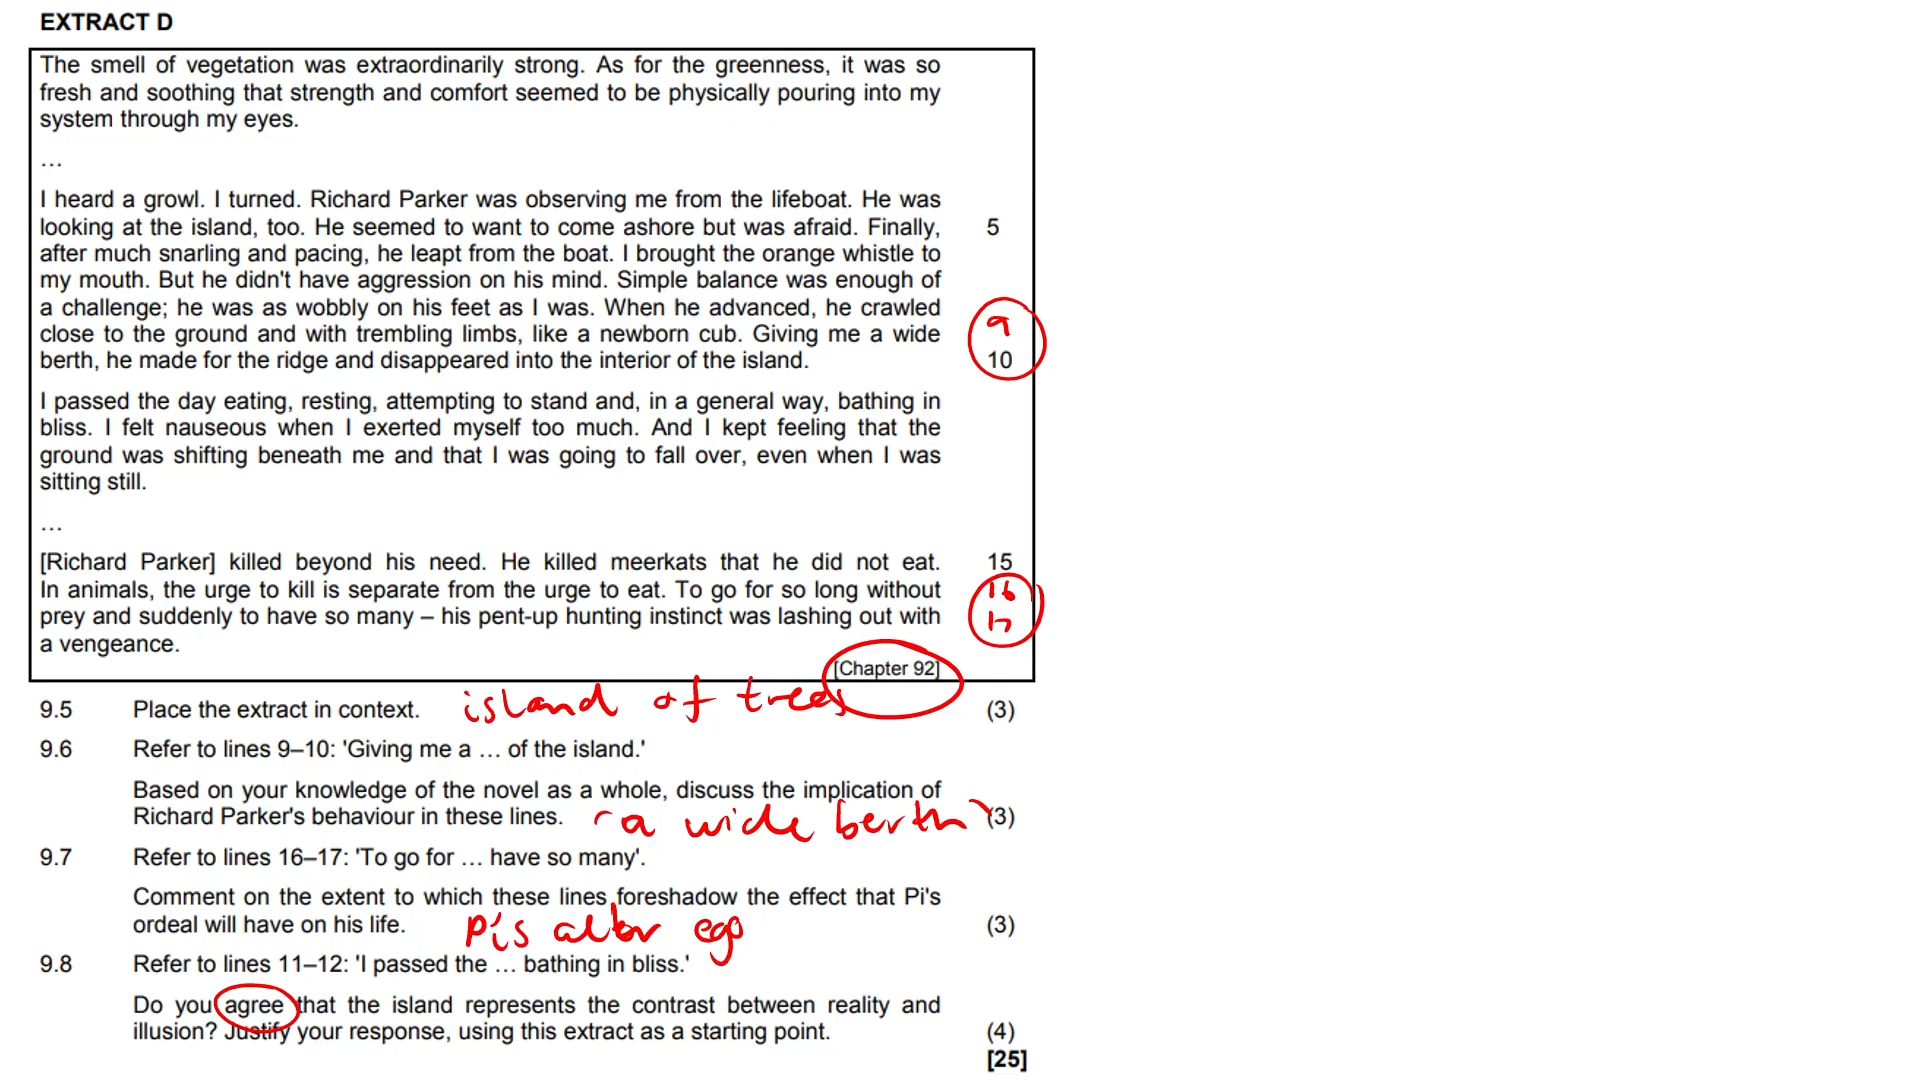 EXTRACT D
The smell of vegetation was extraordinarily strong. As for the greenness, it was so
fresh and soothing that strength and comfort seemed to be physically pouring into my
system through my eyes.
…
I heard a growl. I turned. Richard Parker was observing me from the lifeboat. He was
looking at the island, too. He seemed to want to come ashore but was afraid. Finally, 5
after much snarling and pacing, he leapt from the boat. I brought the orange whistle to
my mouth. But he didn't have aggression on his mind. Simple balance was enough of
a challenge; he was as wobbly on his feet as I was. When he advanced, he crawled
close to the ground and with trembling limbs, like a newborn cub. Giving me a wide 9
berth, he made for the ridge and disappeared into the interior of the island. 10
I passed the day eating, resting, attempting to stand and, in a general way, bathing in
bliss. I felt nauseous when I exerted myself too much. And I kept feeling that the
ground was shifting beneath me and that I was going to fall over, even when I was
sitting still.
…
[Richard Parker] killed beyond his need. He killed meerkats that he did not eat. 15
In animals, the urge to kill is separate from the urge to eat. To go for so long without 16
prey and suddenly to have so many – his pent-up hunting instinct was lashing out with 17
a vengeance.
[Chapter 92]
9.5 Place the extract in context. island of trees (3)
9.6 Refer to lines 9–10: 'Giving me a … of the island.'
Based on your knowledge of the novel as a whole, discuss the implication of
Richard Parker's behaviour in these lines. 'a wide berth' (3)
9.7 Refer to lines 16–17: 'To go for … have so many'.
Comment on the extent to which these lines foreshadow the effect that Pi's
ordeal will have on his life. Pi's alter ego (3)
9.8 Refer to lines 11–12: 'I passed the … bathing in bliss.'
Do you agree that the island represents the contrast between reality and
illusion? Justify your response, using this extract as a starting point. (4)
[25]